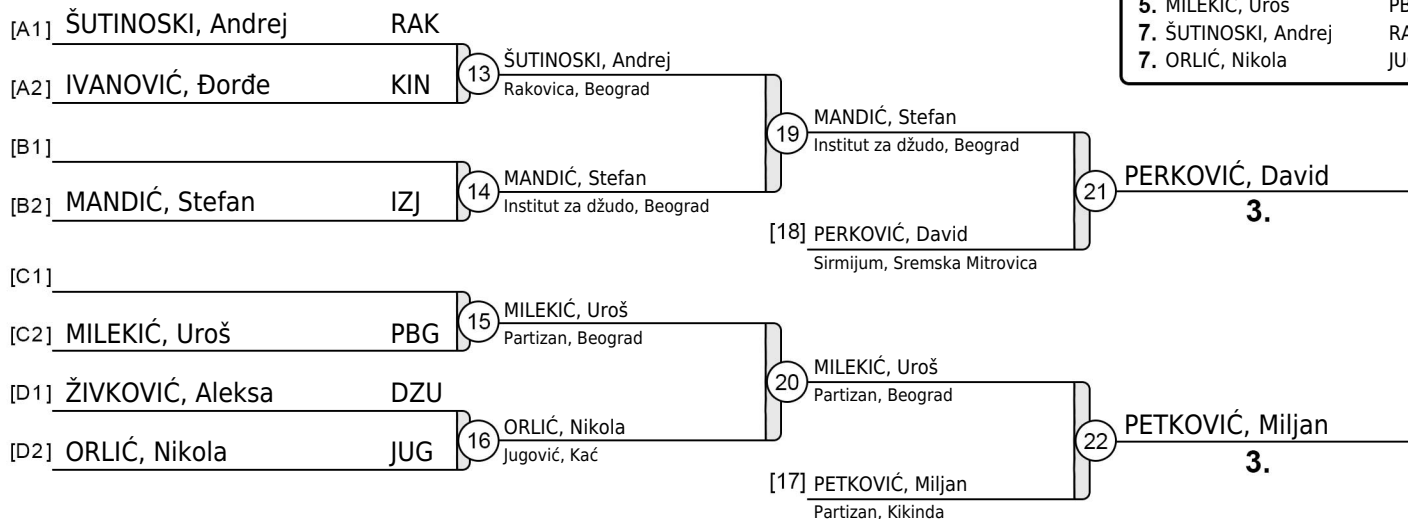 5. MILEKIĆ, Uroš PB
7. ŠUTINOSKI, Andrej RA
7. ORLIĆ, Nikola JU
[A1] ŠUTINOSKI, Andrej RAK
[A2] IVANOVIĆ, Đorđe KIN
[B1]
[B2] MANDIĆ, Stefan IZJ
[C1]
[C2] MILEKIĆ, Uroš PBG
[D1] ŽIVKOVIĆ, Aleksa DZU
[D2] ORLIĆ, Nikola JUG
13 ŠUTINOSKI, Andrej
Rakovica, Beograd
14 MANDIĆ, Stefan
Institut za džudo, Beograd
15 MILEKIĆ, Uroš
Partizan, Beograd
16 ORLIĆ, Nikola
Jugović, Kać
19 MANDIĆ, Stefan
Institut za džudo, Beograd
[18] PERKOVIĆ, David
Sirmijum, Sremska Mitrovica
20 MILEKIĆ, Uroš
Partizan, Beograd
[17] PETKOVIĆ, Miljan
Partizan, Kikinda
21 PERKOVIĆ, David
3.
22 PETKOVIĆ, Miljan
3.